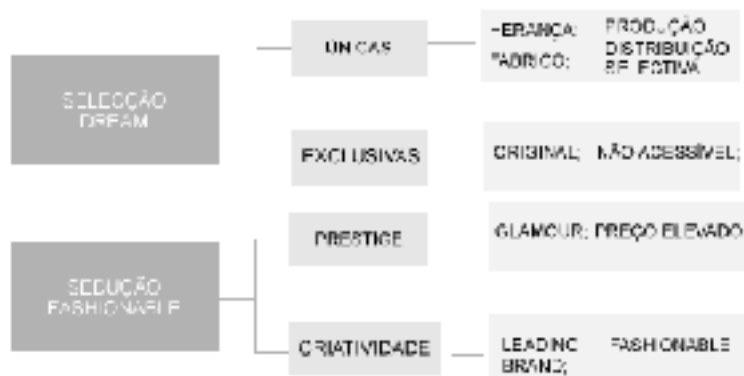 SELECÇÃO
DREAM
ÚNICAS
HERANÇA; PRODUÇÃO
FABRICO; DISTRIBUIÇÃO
SELECTIVA
EXCLUSIVAS
ORIGINAL; NÃO ACESSÍVEL;
PRESTIGE
GLAMOUR; PREÇO ELEVADO
SEDUÇÃO
FASHIONABLE
CRIATIVIDADE
LEADING FASHIONABLE
BRAND;